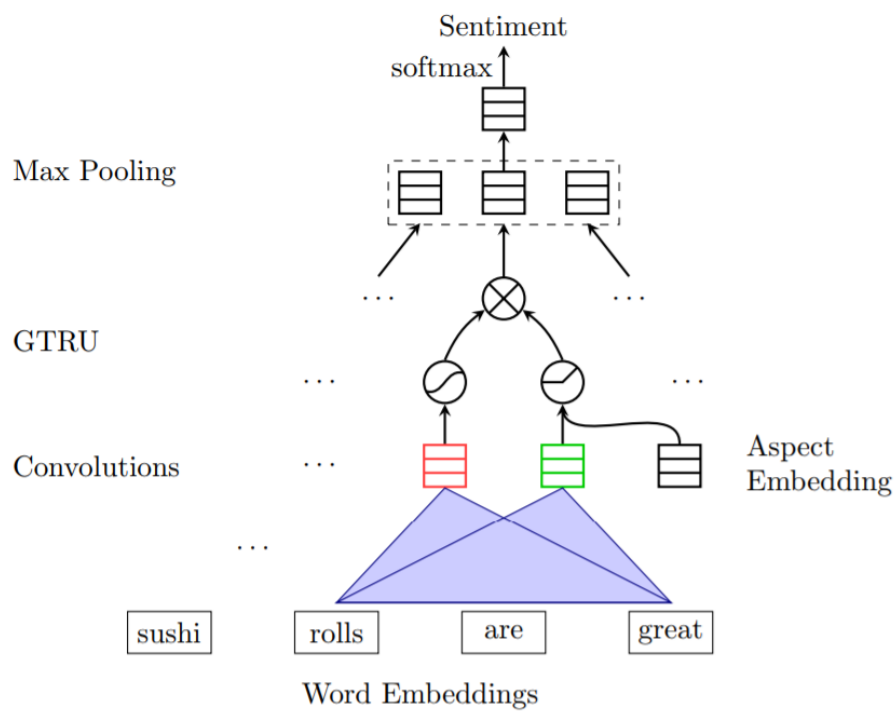 Sentiment
softmax
Max Pooling
... ...
GTRU
... ...
Convolutions ... Aspect
Embedding
...
sushi rolls are great
Word Embeddings